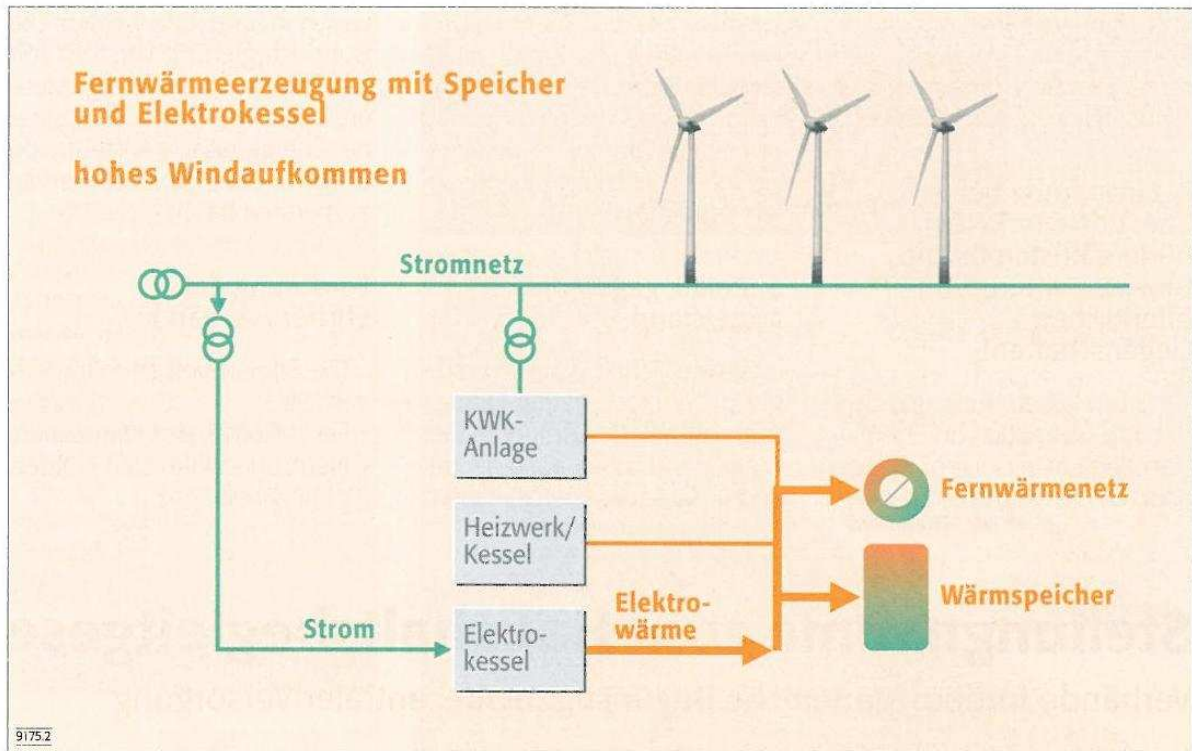 Fernwärmeerzeugung mit Speicher
und Elektrokessel
hohes Windaufkommen
Stromnetz
KWK-
Anlage
Fernwärmenetz
Heizwerk/
Kessel
Wärmspeicher
Elektro-
wärme
Strom
Elektro-
kessel
9175.2